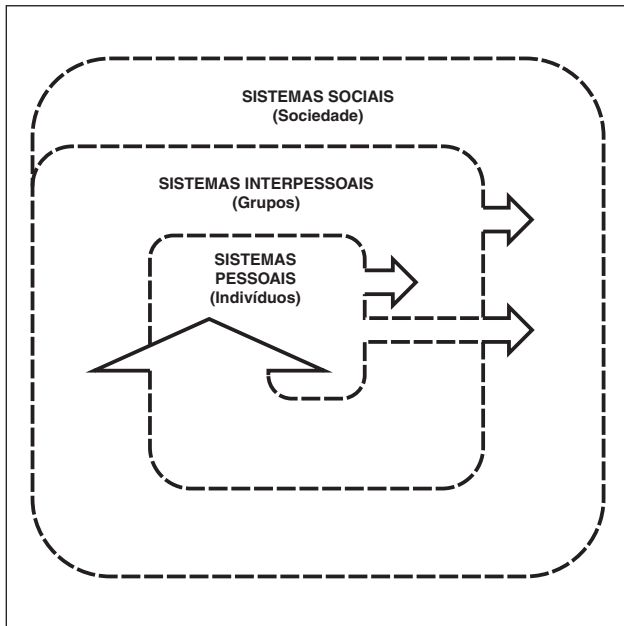 SISTEMAS SOCIAIS
(Sociedade)
SISTEMAS INTERPESSOAIS
(Grupos)
SISTEMAS
PESSOAIS
(Indivíduos)